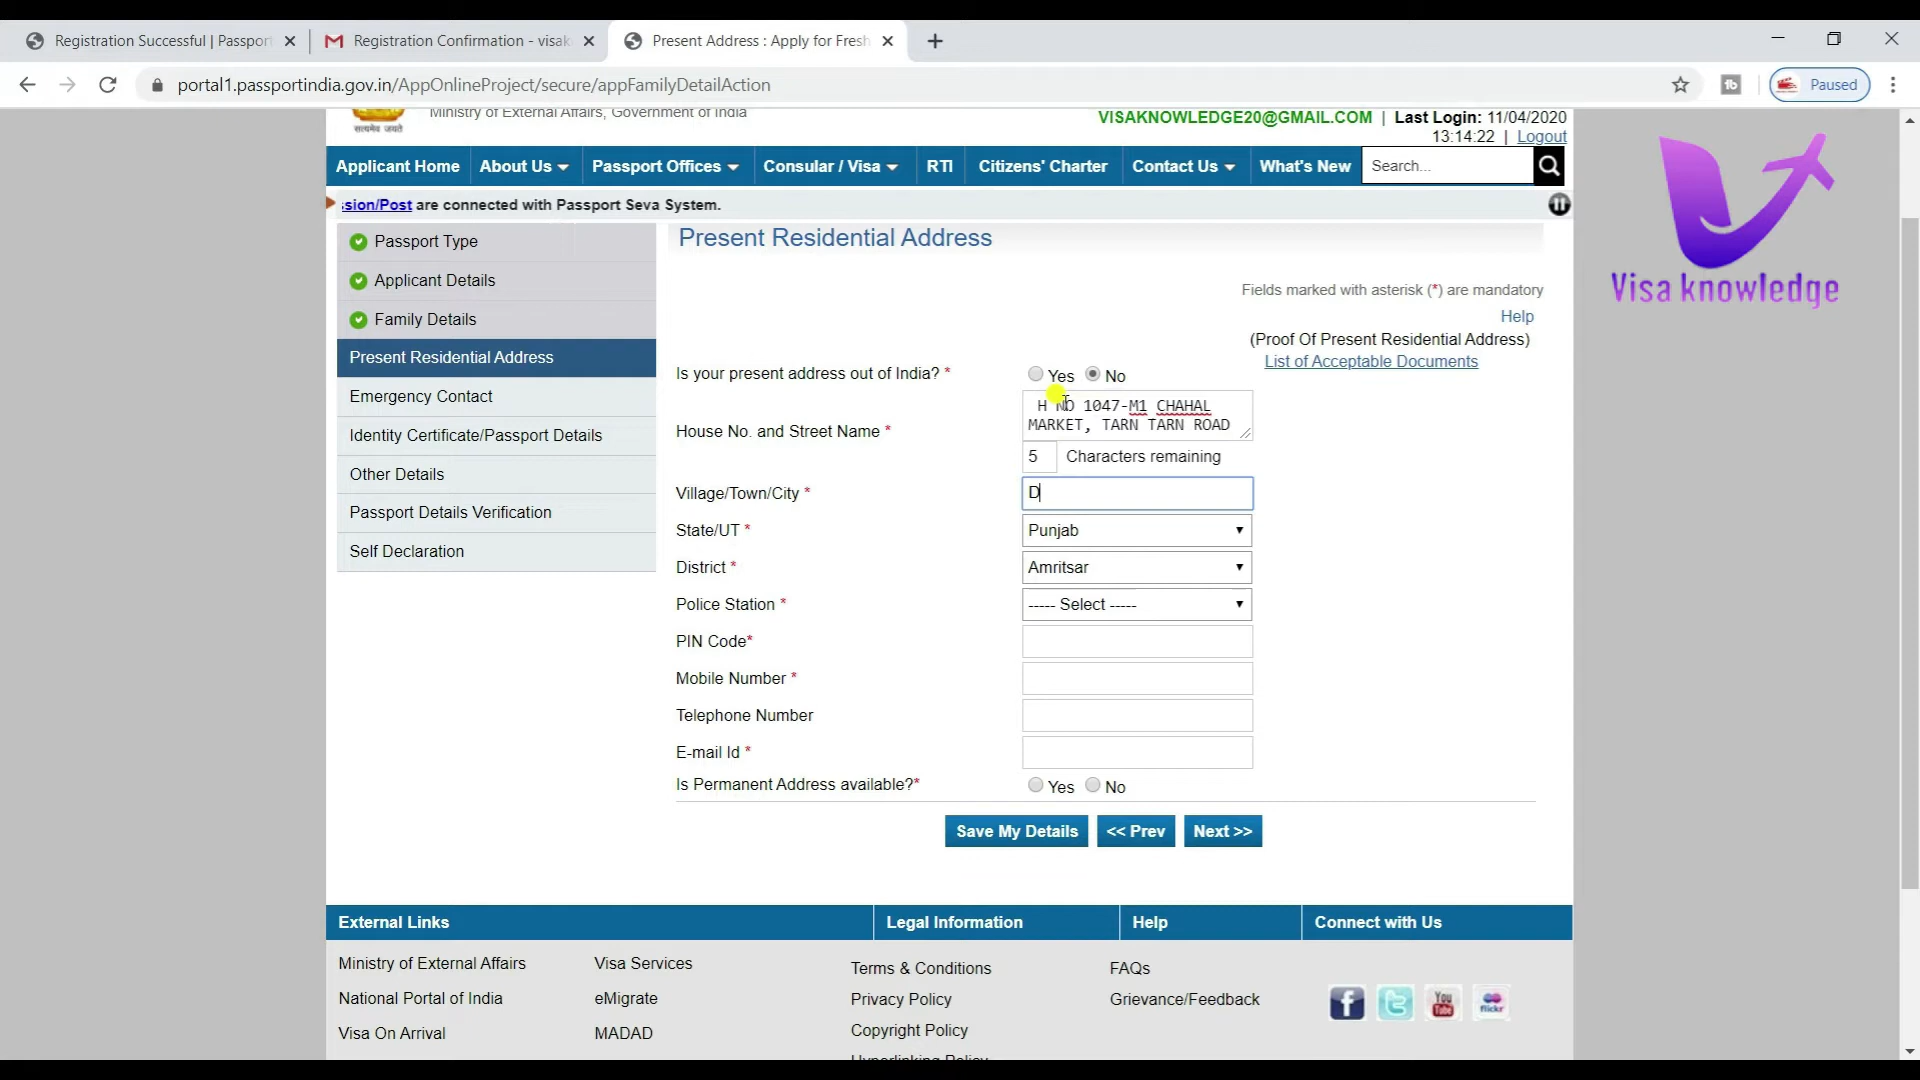 Registration Successful | Passpor
Registration Confirmation - visak
Present Address : Apply for Fresh
portal1.passportindia.gov.in/AppOnlineProject/secure/appFamilyDetailAction
Paused
सत्यमेव जयते
Ministry of External Affairs, Government of India
VISAKNOWLEDGE20@GMAIL.COM | Last Login: 11/04/2020
13:14:22 | Logout
Applicant Home About Us Passport Offices Consular / Visa RTI Citizens' Charter Contact Us What's New Search...
sion/Post are connected with Passport Seva System.
Visa knowledge
Passport Type
Applicant Details
Family Details
Present Residential Address
Emergency Contact
Identity Certificate/Passport Details
Other Details
Passport Details Verification
Self Declaration
Present Residential Address
Fields marked with asterisk (*) are mandatory
Help
(Proof Of Present Residential Address)
List of Acceptable Documents
Is your present address out of India? * Yes No
House No. and Street Name *
H NO 1047-M1 CHAHAL
MARKET, TARN TARN ROAD
5 Characters remaining
Village/Town/City * D
State/UT * Punjab
District * Amritsar
Police Station * ----- Select -----
PIN Code*
Mobile Number *
Telephone Number
E-mail Id *
Is Permanent Address available?* Yes No
Save My Details << Prev Next >>
External Links
Ministry of External Affairs
National Portal of India
Visa On Arrival
Visa Services
eMigrate
MADAD
Legal Information
Terms & Conditions
Privacy Policy
Copyright Policy
Hyperlinking Policy
Help
FAQs
Grievance/Feedback
Connect with Us
You
Tube
flickr